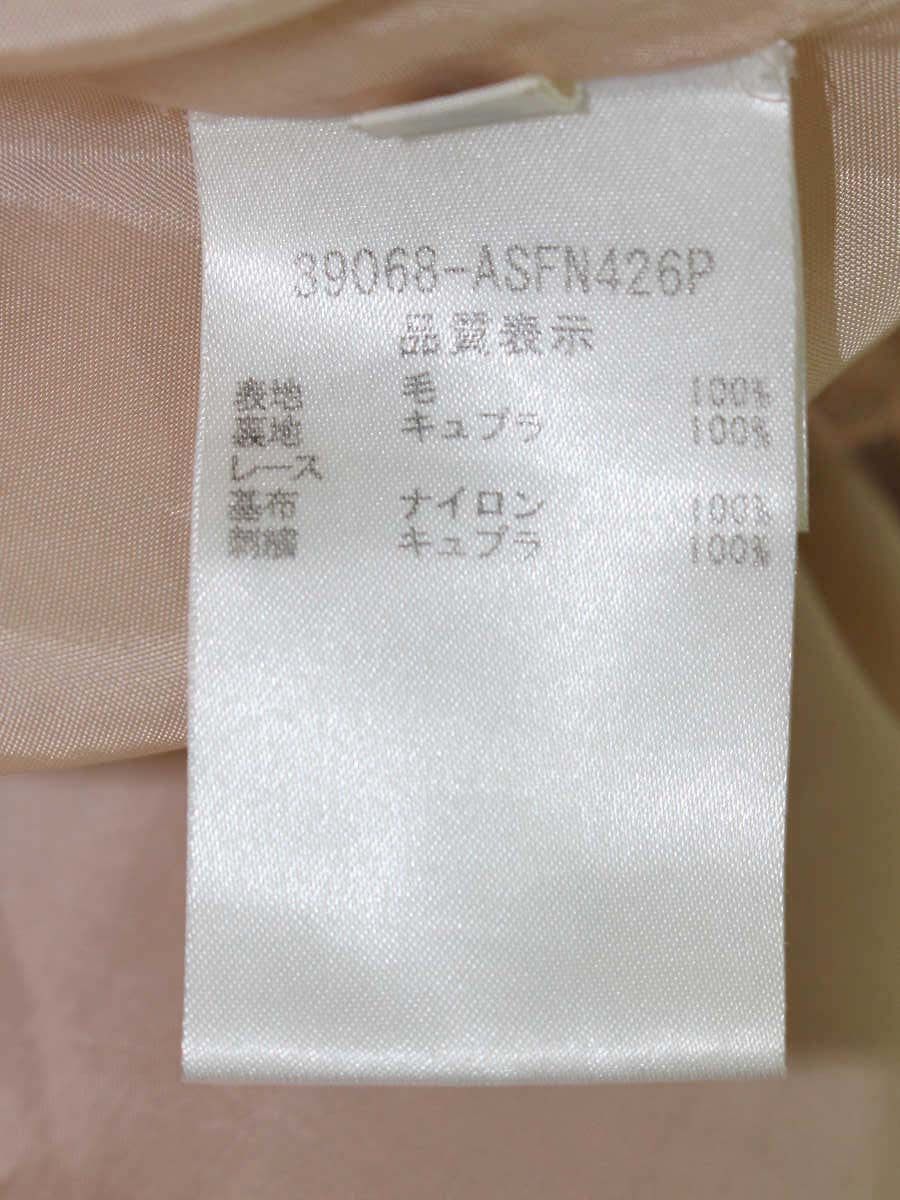 39068-ASFN426P
品質表示
表地 毛 100%
裏地 キュプラ 100%
レース
基布 ナイロン 100%
刺繍 キュプラ 100%